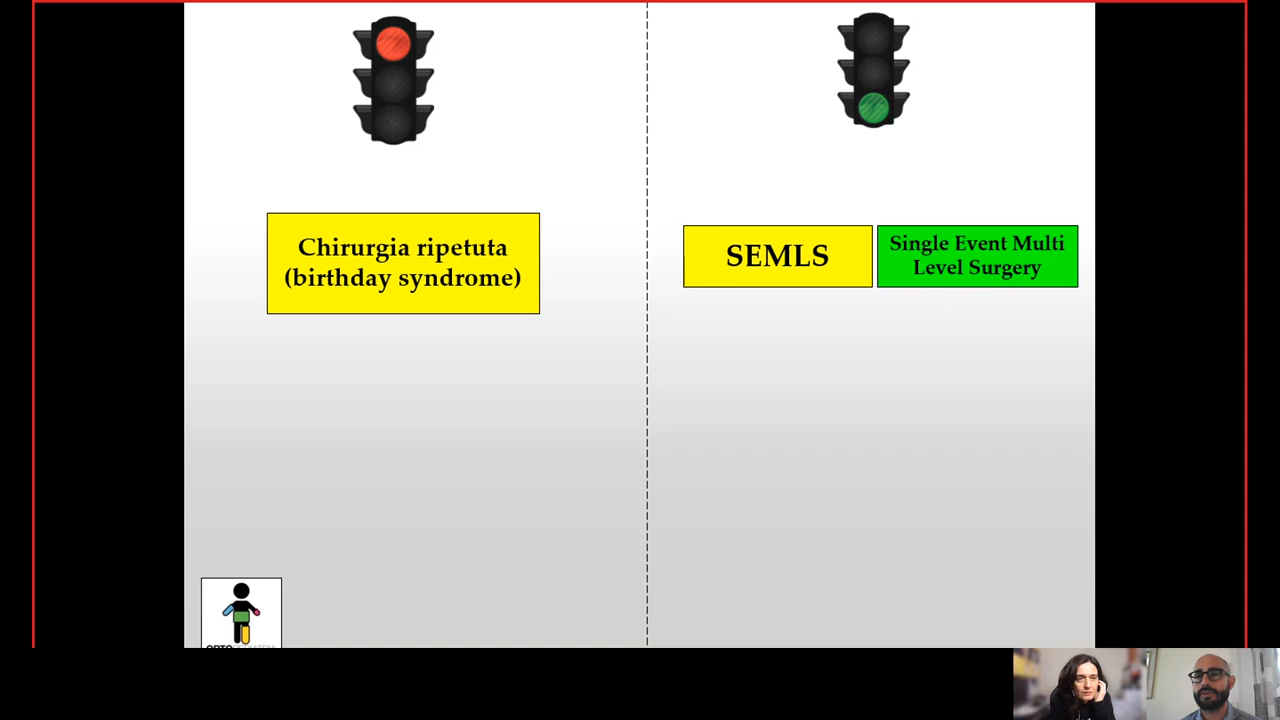 Chirurgia ripetuta
(birthday syndrome)
SEMLS
Single Event Multi
Level Surgery